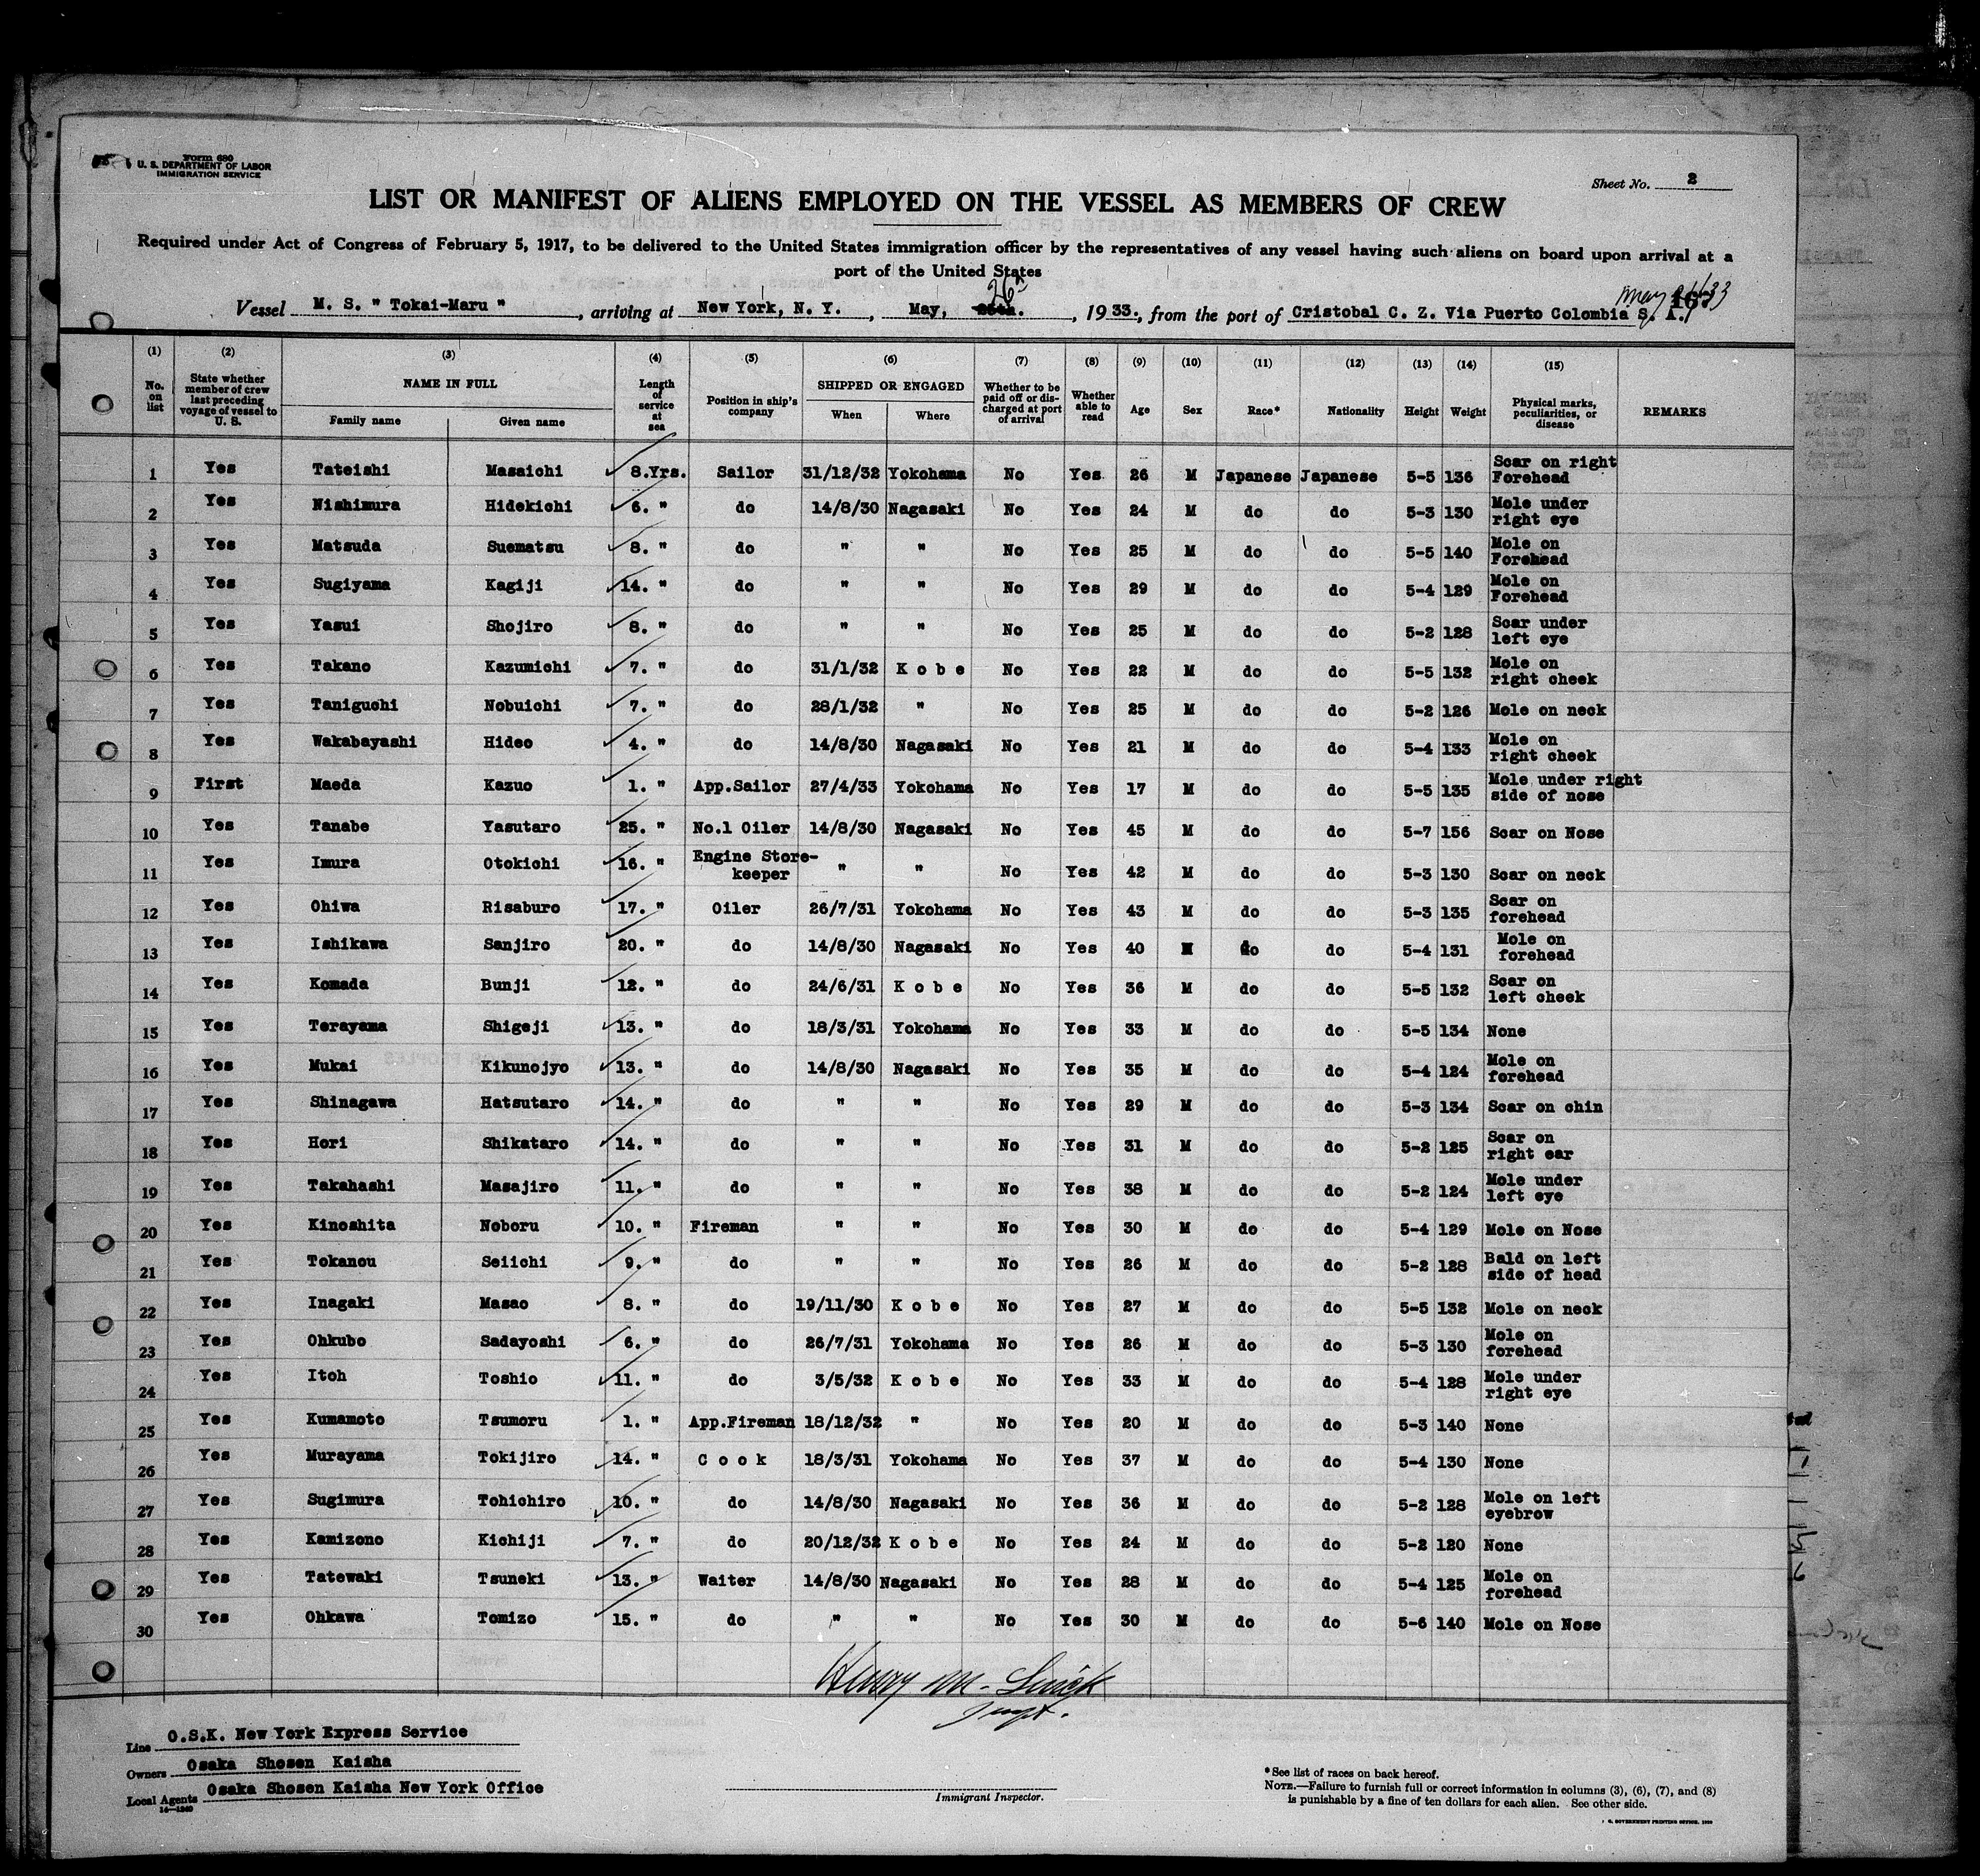 Form 680
U. S. DEPARTMENT OF LABOR
IMMIGRATION SERVICE
Sheet No. 2
LIST OR MANIFEST OF ALIENS EMPLOYED ON THE VESSEL AS MEMBERS OF CREW
Required under Act of Congress of February 5, 1917, to be delivered to the United States immigration officer by the representatives of any vessel having such aliens on board upon arrival at a
port of the United States
Vessel M. S. " Tokai-Maru ", arriving at New York, N. Y., May, 26th, 1933., from the port of Cristobal C. Z. Via Puerto Colombia S. A.
(1) (2) (3) (4) (5) (6) (7) (8) (9) (10) (11) (12) (13) (14) (15)
No. on list | State whether member of crew last preceding voyage of vessel to U. S. | NAME IN FULL Family name | Given name | Length of service at sea | Position in ship's company | SHIPPED OR ENGAGED When | Where | Whether to be paid off or discharged at port of arrival | Whether able to read | Age | Sex | Race* | Nationality | Height | Weight | Physical marks, peculiarities, or disease | REMARKS
1 Yes Tateishi Masaichi 8.Yrs. Sailor 31/12/32 Yokohama No Yes 26 M Japanese Japanese 5-5 136 Scar on right Forehead
2 Yes Nishimura Hidekichi 6. " do 14/8/30 Nagasaki No Yes 24 M do do 5-3 130 Mole under right eye
3 Yes Matsuda Suematsu 8. " do " " No Yes 25 M do do 5-5 140 Mole on Forehead
4 Yes Sugiyama Kagiji 14. " do " " No Yes 29 M do do 5-4 129 Mole on Forehead
5 Yes Yasui Shojiro 8. " do " " No Yes 25 M do do 5-2 128 Scar under left eye
6 Yes Takano Kazumichi 7. " do 31/1/32 K o b e No Yes 22 M do do 5-5 132 Mole on right cheek
7 Yes Taniguchi Nobuichi 7. " do 28/1/32 " No Yes 25 M do do 5-2 126 Mole on neck
8 Yes Wakabayashi Hideo 4. " do 14/8/30 Nagasaki No Yes 21 M do do 5-4 133 Mole on right cheek
9 First Maeda Kazuo 1. " App.Sailor 27/4/33 Yokohama No Yes 17 M do do 5-5 135 Mole under right side of nose
10 Yes Tanabe Yasutaro 25. " No.1 Oiler 14/8/30 Nagasaki No Yes 45 M do do 5-7 156 Scar on Nose
11 Yes Imura Otokichi 16. " Engine Store-keeper " " No Yes 42 M do do 5-3 130 Scar on neck
12 Yes Ohiwa Risaburo 17. " Oiler 26/7/31 Yokohama No Yes 43 M do do 5-3 135 Scar on forehead
13 Yes Ishikawa Sanjiro 20. " do 14/8/30 Nagasaki No Yes 40 M do do 5-4 131 Mole on forehead
14 Yes Komada Bunji 12. " do 24/6/31 K o b e No Yes 36 M do do 5-5 132 Scar on left cheek
15 Yes Terayama Shigeji 13. " do 18/3/31 Yokohama No Yes 33 M do do 5-5 134 None
16 Yes Mukai Kikunojyo 13. " do 14/8/30 Nagasaki No Yes 35 M do do 5-4 124 Mole on forehead
17 Yes Shinagawa Hatsutaro 14. " do " " No Yes 29 M do do 5-3 134 Scar on chin
18 Yes Hori Shikataro 14. " do " " No Yes 31 M do do 5-2 125 Scar on right ear
19 Yes Takahashi Masajiro 11. " do " " No Yes 38 M do do 5-2 124 Mole under left eye
20 Yes Kinoshita Noboru 10. " Fireman " " No Yes 30 M do do 5-4 129 Mole on Nose
21 Yes Tokanou Seiichi 9. " do " " No Yes 26 M do do 5-2 128 Bald on left side of head
22 Yes Inagaki Masao 8. " do 19/11/30 K o b e No Yes 27 M do do 5-5 132 Mole on neck
23 Yes Ohkubo Sadayoshi 6. " do 26/7/31 Yokohama No Yes 26 M do do 5-3 130 Mole on forehead
24 Yes Itoh Toshio 11. " do 3/5/32 K o b e No Yes 33 M do do 5-4 128 Mole under right eye
25 Yes Kumamoto Tsumoru 1. " App.Fireman 18/12/32 " No Yes 20 M do do 5-3 140 None
26 Yes Murayama Tokijiro 14. " C o o k 18/3/31 Yokohama No Yes 37 M do do 5-4 130 None
27 Yes Sugimura Tohichiro 10. " do 14/8/30 Nagasaki No Yes 36 M do do 5-2 128 Mole on left eyebrow
28 Yes Kamizono Kichiji 7. " do 20/12/32 K o b e No Yes 24 M do do 5-2 120 None
29 Yes Tatewaki Tsuneki 13. " Waiter 14/8/30 Nagasaki No Yes 28 M do do 5-4 125 Mole on forehead
30 Yes Ohkawa Tomizo 15. " do " " No Yes 30 M do do 5-6 140 Mole on Nose
Henry M.
Line O.S.K. New York Express Service
Owners Osaka Shosen Kaisha
Local Agents Osaka Shosen Kaisha New York Office
Immigrant Inspector.
*See list of races on back hereof.
NOTE.—Failure to furnish full or correct information in columns (3), (6), (7), and (8)
is punishable by a fine of ten dollars for each alien. See other side.